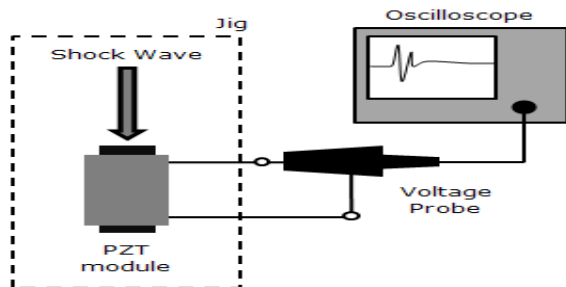 Jig
Oscilloscope
Shock Wave
Voltage
Probe
PZT
module